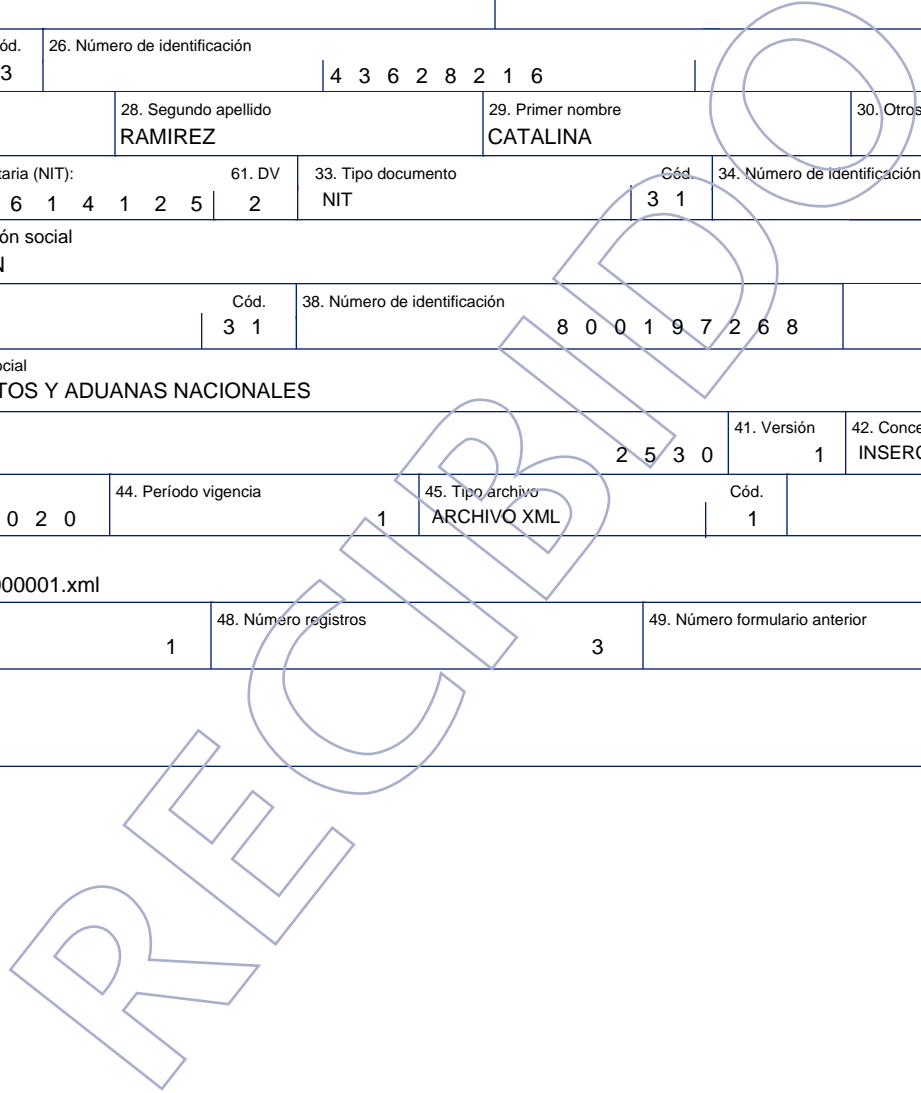 ód. 26. Número de identificación
3 4 3 6 2 8 2 1 6
28. Segundo apellido 29. Primer nombre 30. Otros
RAMIREZ CATALINA
taria (NIT): 61. DV 33. Tipo documento Cód. 34. Número de identificación
6 1 4 1 2 5 2 NIT 3 1
ón social
N
Cód. 38. Número de identificación
3 1 8 0 0 1 9 7 2 6 8
ocial
TOS Y ADUANAS NACIONALES
41. Versión 42. Conce
2 5 3 0 1 INSERC
44. Período vigencia 45. Tipo archivo Cód.
0 2 0 1 ARCHIVO XML 1
000001.xml
48. Número registros 49. Número formulario anterior
1 3
RECIBIDO